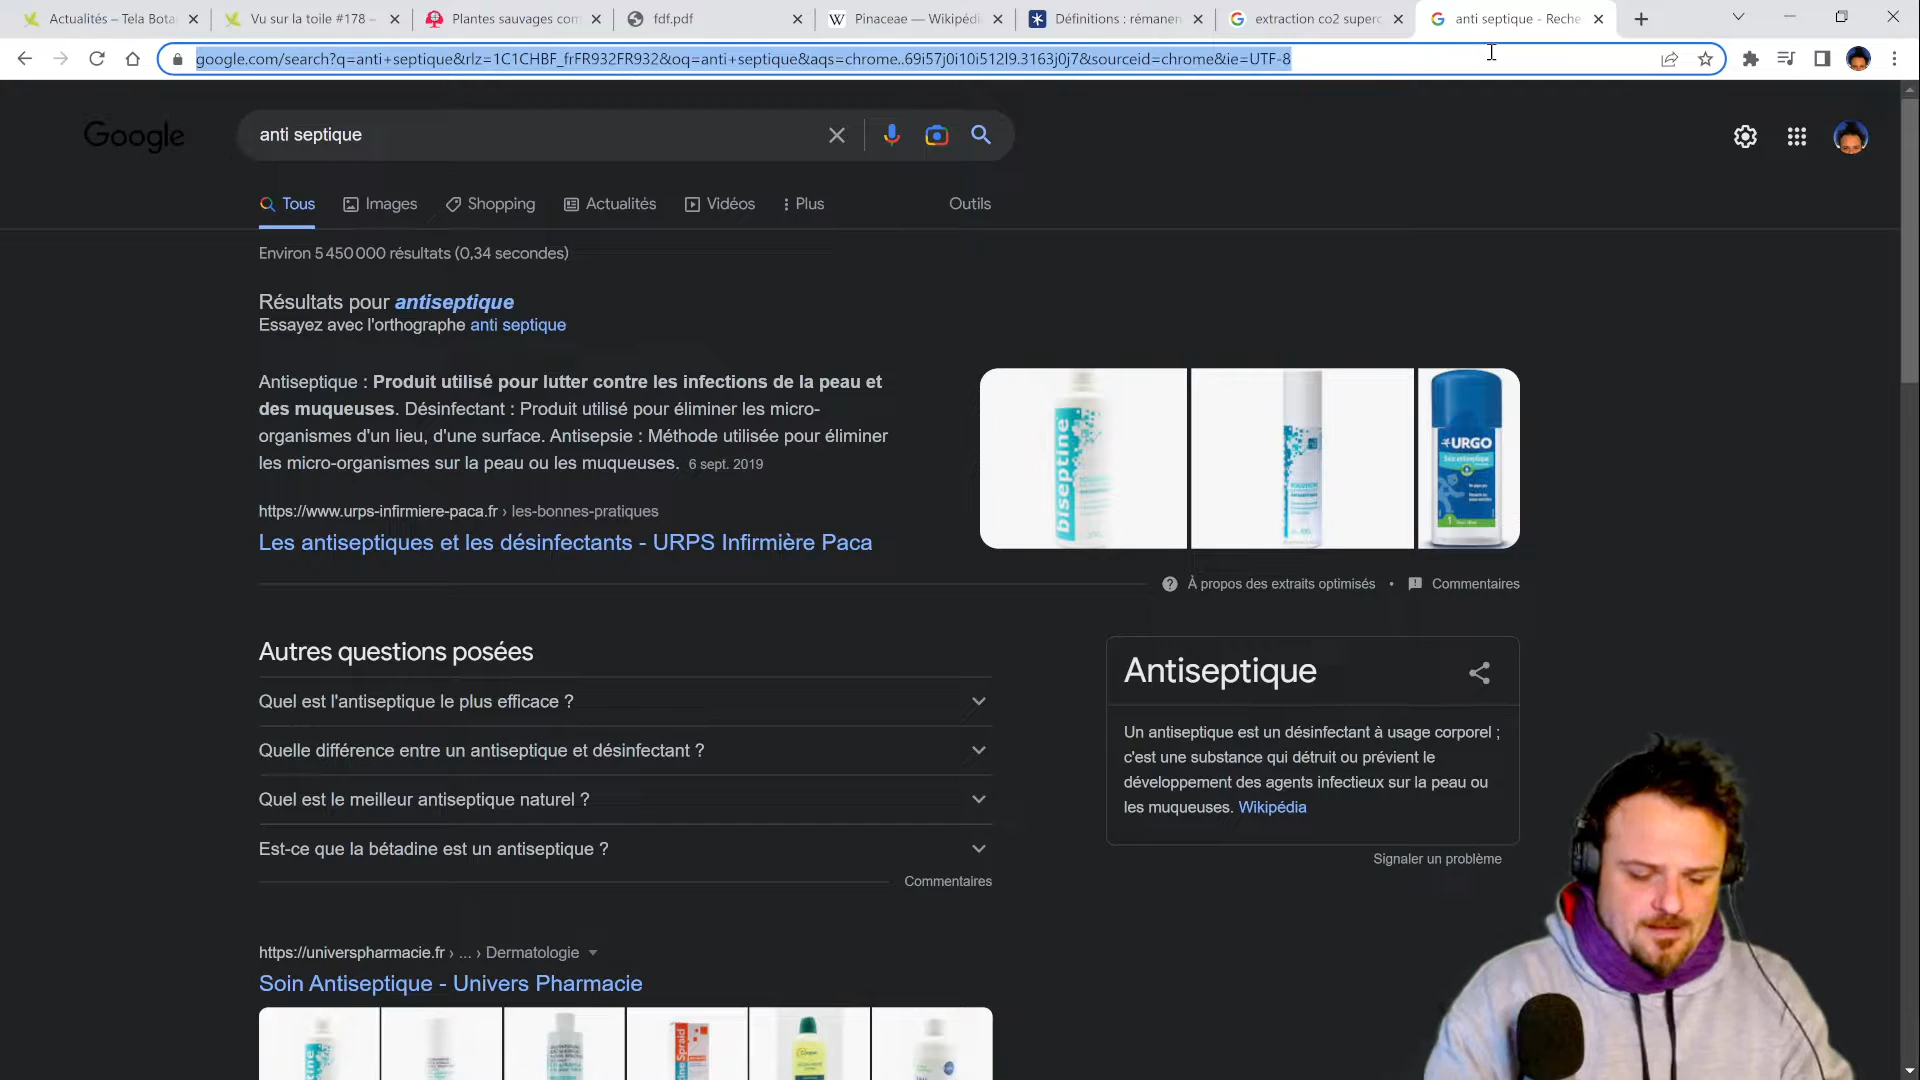 Actualités – Tela Bota
Vu sur la toile #178 –
Plantes sauvages com
fdf.pdf
Pinaceae — Wikipédi
Définitions : rémanen
extraction co2 superc
anti septique - Reche
google.com/search?q=anti+septique&rlz=1C1CHBF_frFR932FR932&oq=anti+septique&aqs=chrome..69i57j0i10i512l9.3163j0j7&sourceid=chrome&ie=UTF-8
Google
anti septique
Tous
Images
Shopping
Actualités
Vidéos
Plus
Outils
Environ 5 450 000 résultats (0,34 secondes)
Résultats pour antiseptique
Essayez avec l'orthographe anti septique
Antiseptique : Produit utilisé pour lutter contre les infections de la peau et
des muqueuses. Désinfectant : Produit utilisé pour éliminer les micro-
organismes d'un lieu, d'une surface. Antisepsie : Méthode utilisée pour éliminer
les micro-organismes sur la peau ou les muqueuses. 6 sept. 2019
https://www.urps-infirmiere-paca.fr › les-bonnes-pratiques
Les antiseptiques et les désinfectants - URPS Infirmière Paca
biseptine
URGO
À propos des extraits optimisés • Commentaires
Autres questions posées
Quel est l'antiseptique le plus efficace ?
Quelle différence entre un antiseptique et désinfectant ?
Quel est le meilleur antiseptique naturel ?
Est-ce que la bétadine est un antiseptique ?
Commentaires
Antiseptique
Un antiseptique est un désinfectant à usage corporel ;
c'est une substance qui détruit ou prévient le
développement des agents infectieux sur la peau ou
les muqueuses. Wikipédia
Signaler un problème
https://universpharmacie.fr › ... › Dermatologie
Soin Antiseptique - Univers Pharmacie